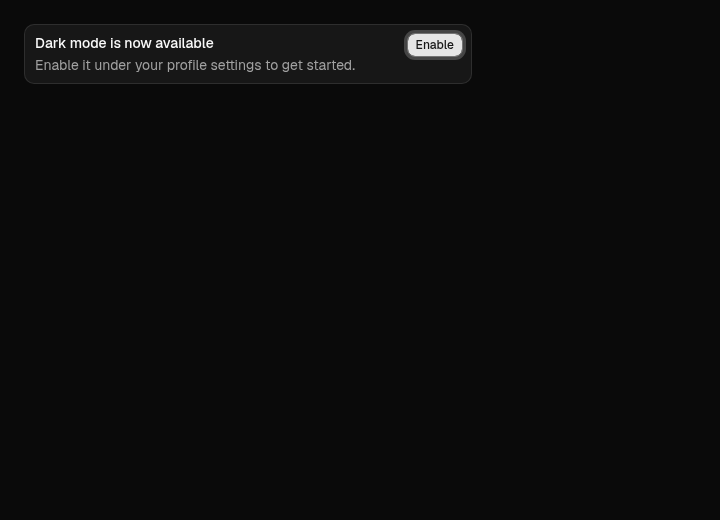 Dark mode is now available
Enable
Enable it under your profile settings to get started.